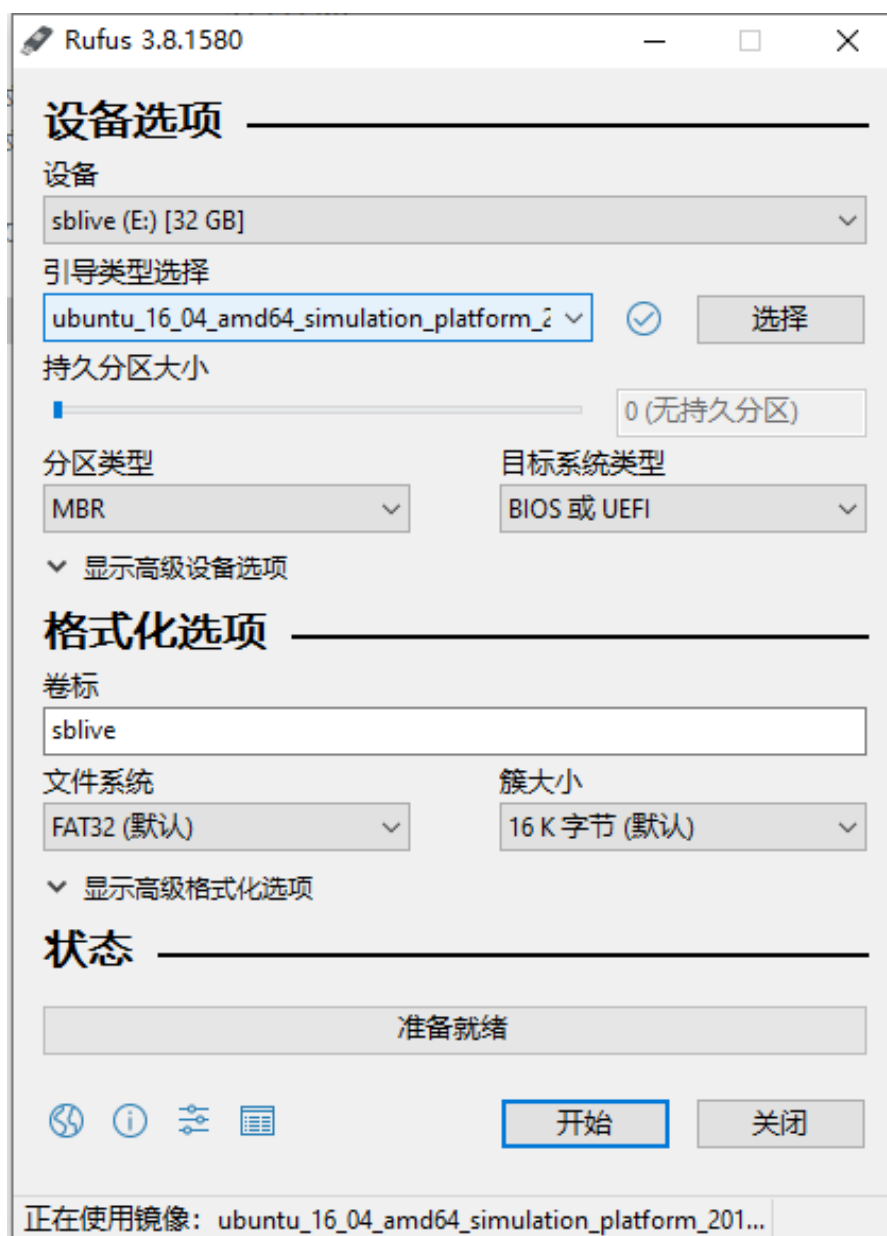 Rufus 3.8.1580
设备选项
设备
sblive (E:) [32 GB]
引导类型选择
ubuntu_16_04_amd64_simulation_platform_2
选择
持久分区大小
0 (无持久分区)
分区类型
目标系统类型
MBR
BIOS 或 UEFI
显示高级设备选项
格式化选项
卷标
sblive
文件系统
簇大小
FAT32 (默认)
16 K 字节 (默认)
显示高级格式化选项
状态
准备就绪
开始
关闭
正在使用镜像：ubuntu_16_04_amd64_simulation_platform_201...